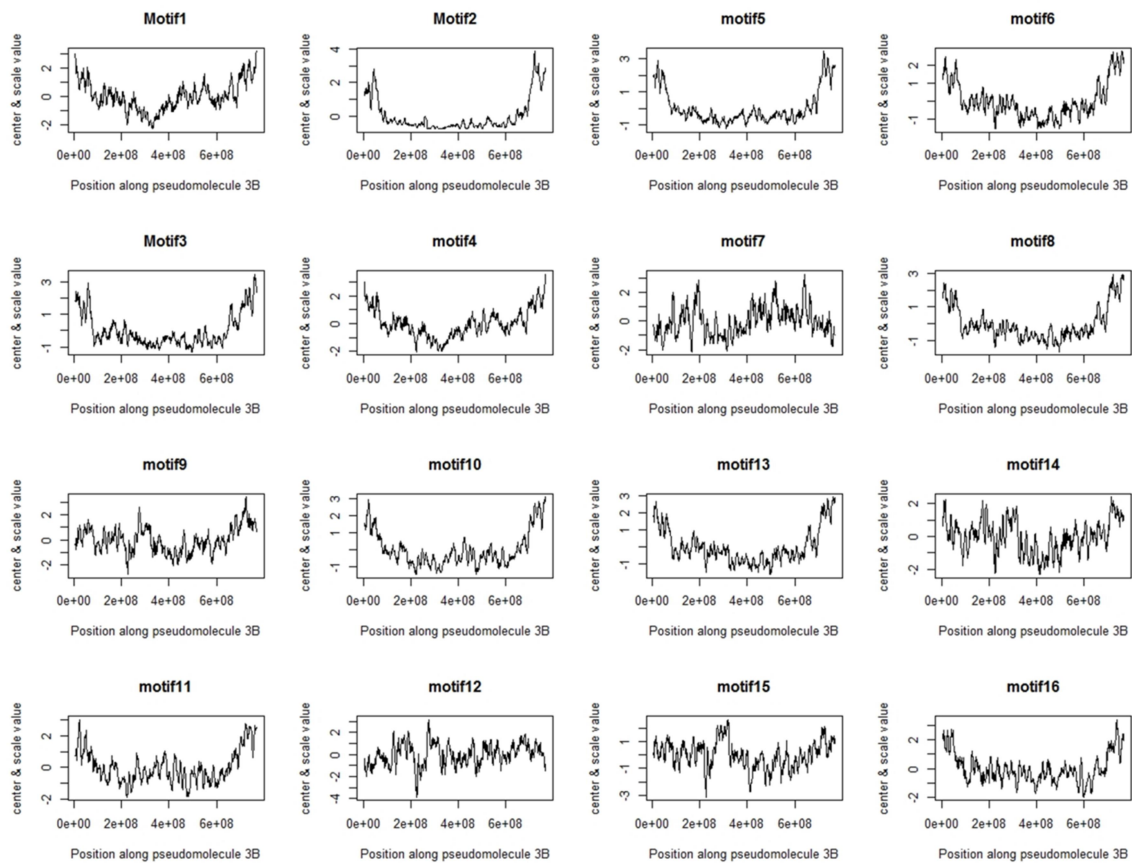 Motif1
center & scale value
2
0
-2
0e+00 2e+08 4e+08 6e+08
Position along pseudomolecule 3B
Motif2
center & scale value
4
2
0
0e+00 2e+08 4e+08 6e+08
Position along pseudomolecule 3B
motif5
center & scale value
3
1
-1
0e+00 2e+08 4e+08 6e+08
Position along pseudomolecule 3B
motif6
center & scale value
2
1
0
-1
0e+00 2e+08 4e+08 6e+08
Position along pseudomolecule 3B
Motif3
center & scale value
3
1
-1
0e+00 2e+08 4e+08 6e+08
Position along pseudomolecule 3B
motif4
center & scale value
2
1
0
-2
0e+00 2e+08 4e+08 6e+08
Position along pseudomolecule 3B
motif7
center & scale value
2
0
-2
0e+00 2e+08 4e+08 6e+08
Position along pseudomolecule 3B
motif8
center & scale value
3
2
1
-1
0e+00 2e+08 4e+08 6e+08
Position along pseudomolecule 3B
motif9
center & scale value
2
0
-2
0e+00 2e+08 4e+08 6e+08
Position along pseudomolecule 3B
motif10
center & scale value
3
1
-1
0e+00 2e+08 4e+08 6e+08
Position along pseudomolecule 3B
motif13
center & scale value
3
2
1
-1
0e+00 2e+08 4e+08 6e+08
Position along pseudomolecule 3B
motif14
center & scale value
2
1
0
-2
0e+00 2e+08 4e+08 6e+08
Position along pseudomolecule 3B
motif11
center & scale value
2
0
-2
0e+00 2e+08 4e+08 6e+08
Position along pseudomolecule 3B
motif12
center & scale value
2
0
-2
-4
0e+00 2e+08 4e+08 6e+08
Position along pseudomolecule 3B
motif15
center & scale value
1
-1
-3
0e+00 2e+08 4e+08 6e+08
Position along pseudomolecule 3B
motif16
center & scale value
2
0
-2
0e+00 2e+08 4e+08 6e+08
Position along pseudomolecule 3B